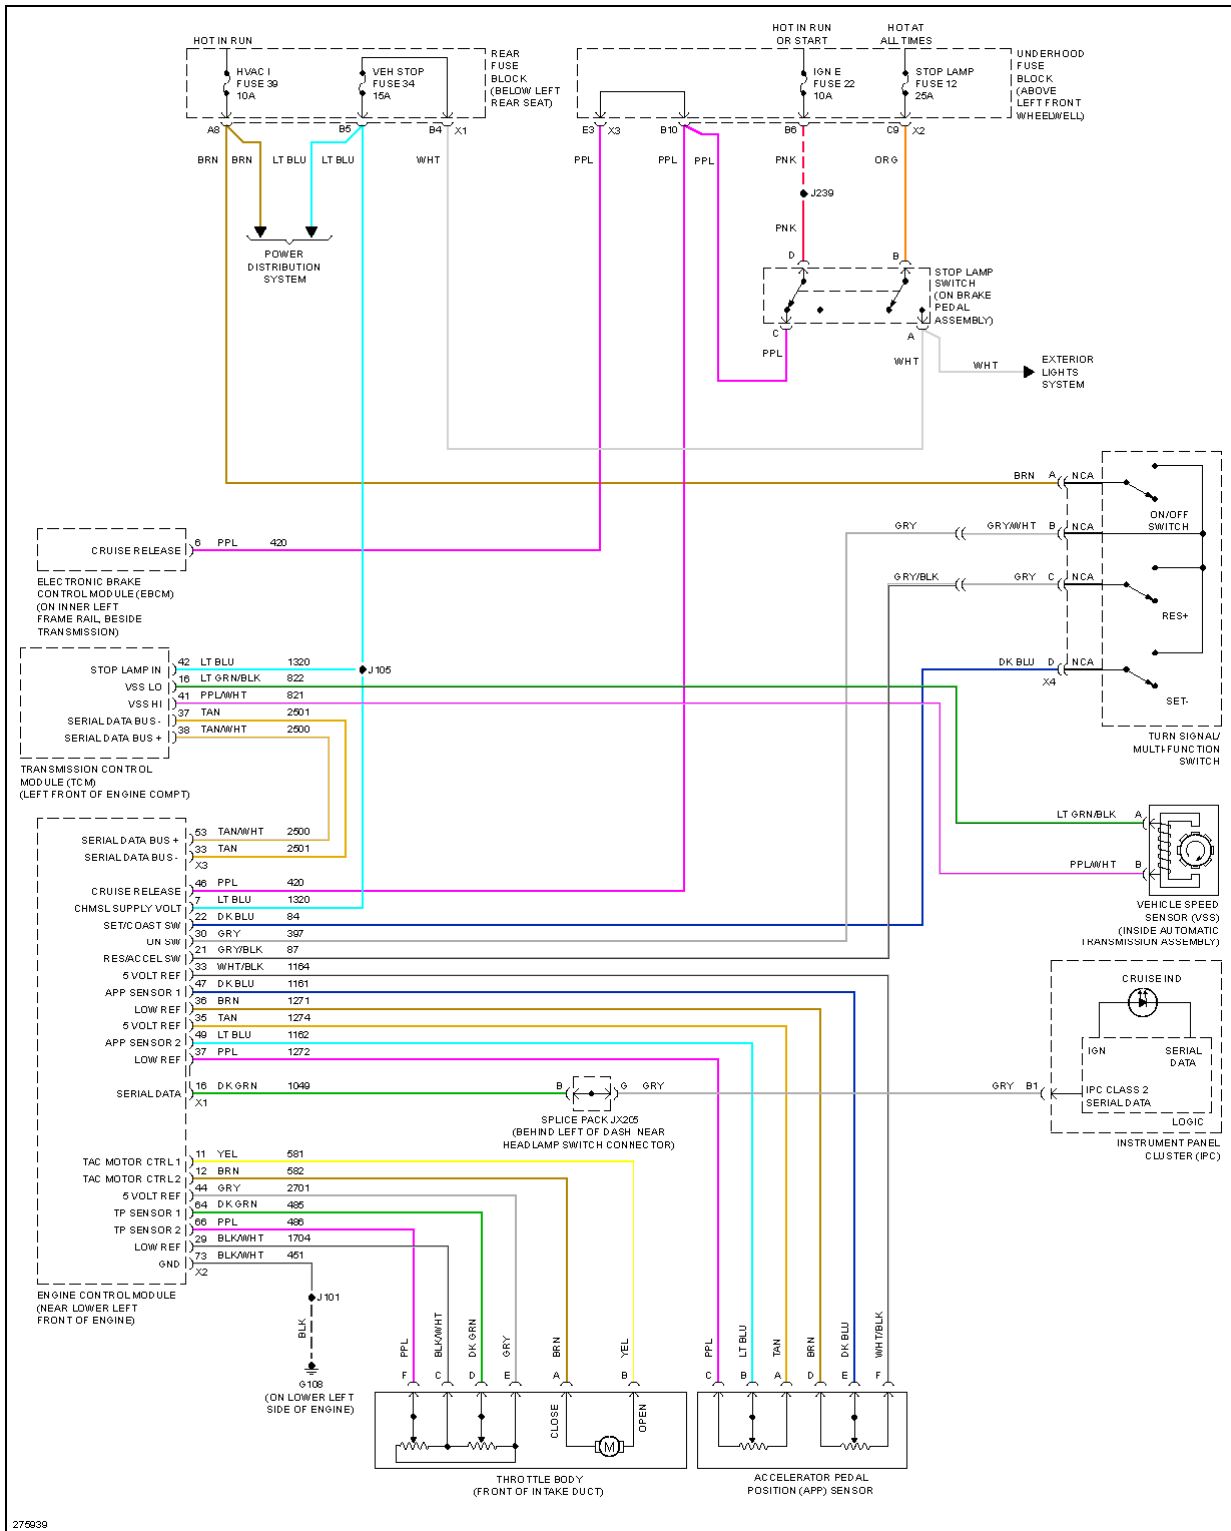 HOT IN RUN
HVAC I
FUSE 39
10A
VEH STOP
FUSE 34
15A
REAR
FUSE
BLOCK
(BELOW LEFT
REAR SEAT)
HOT IN RUN
OR START
HOT AT
ALL TIMES
IGN E
FUSE 22
10A
STOP LAMP
FUSE 12
25A
UNDERHOOD
FUSE
BLOCK
(ABOVE
LEFT FRONT
WHEELWELL)
A8 B5 B4 X1 E3 X3 B10 B6 C9 X2
BRN BRN LT BLU LT BLU WHT PPL PPL PPL PNK ORG
J239
PNK
POWER
DISTRIBUTION
SYSTEM
D B
STOP LAMP
SWITCH
(ON BRAKE
PEDAL
ASSEMBLY)
C A
PPL WHT WHT
EXTERIOR
LIGHTS
SYSTEM
BRN A NCA
ON/OFF
SWITCH
GRY GRY/WHT B NCA
GRY/BLK GRY C NCA
RES+
DK BLU D NCA
X4
SET-
TURN SIGNAL/
MULTI-FUNCTION
SWITCH
CRUISE RELEASE 6 PPL 420
ELECTRONIC BRAKE
CONTROL MODULE (EBCM)
(ON INNER LEFT
FRAME RAIL, BESIDE
TRANSMISSION)
STOP LAMP IN 42 LT BLU 1320 J105
VSS LO 16 LT GRN/BLK 822
VSS HI 41 PPL/WHT 821
SERIAL DATA BUS - 37 TAN 2501
SERIAL DATA BUS + 38 TAN/WHT 2500
TRANSMISSION CONTROL
MODULE (TCM)
(LEFT FRONT OF ENGINE COMPT)
LT GRN/BLK A
PPL/WHT B
VEHICLE SPEED
SENSOR (VSS)
(INSIDE AUTOMATIC
TRANSMISSION ASSEMBLY)
SERIAL DATA BUS + 53 TAN/WHT 2500
SERIAL DATA BUS - 33 TAN 2501
X3
CRUISE RELEASE 46 PPL 420
CHMSL SUPPLY VOLT 7 LT BLU 1320
SET/COAST SW 22 DK BLU 84
ON SW 30 GRY 397
RES/ACCEL SW 21 GRY/BLK 87
5 VOLT REF 33 WHT/BLK 1164
APP SENSOR 1 47 DK BLU 1161
LOW REF 36 BRN 1271
5 VOLT REF 35 TAN 1274
APP SENSOR 2 49 LT BLU 1162
LOW REF 37 PPL 1272
SERIAL DATA 16 DK GRN 1049
X1
B G GRY
SPLICE PACK JX205
(BEHIND LEFT OF DASH NEAR
HEADLAMP SWITCH CONNECTOR)
GRY B1
CRUISE IND
IGN SERIAL
DATA
IPC CLASS 2
SERIAL DATA
LOGIC
INSTRUMENT PANEL
CLUSTER (IPC)
TAC MOTOR CTRL 1 11 YEL 581
TAC MOTOR CTRL 2 12 BRN 582
5 VOLT REF 44 GRY 2701
TP SENSOR 1 64 DK GRN 485
TP SENSOR 2 66 PPL 486
LOW REF 29 BLK/WHT 1704
GND 73 BLK/WHT 451
X2
ENGINE CONTROL MODULE
(NEAR LOWER LEFT
FRONT OF ENGINE)
J101
BLK
G108
(ON LOWER LEFT
SIDE OF ENGINE)
PPL BLK/WHT DK GRN GRY BRN YEL PPL LT BLU TAN BRN DK BLU WHT/BLK
F C D E A B C B A D E F
CLOSE M OPEN
THROTTLE BODY
(FRONT OF INTAKE DUCT)
ACCELERATOR PEDAL
POSITION (APP) SENSOR
275939